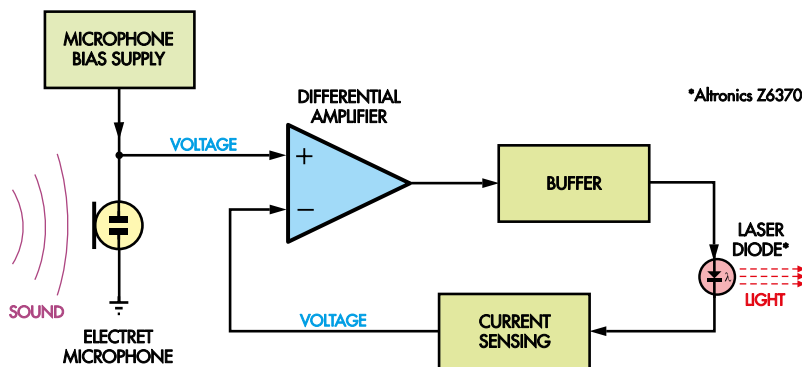 MICROPHONE
BIAS SUPPLY
DIFFERENTIAL
AMPLIFIER
*Altronics Z6370
VOLTAGE
+
BUFFER
−
LASER
DIODE*
λ
LIGHT
SOUND
VOLTAGE
CURRENT
SENSING
ELECTRET
MICROPHONE